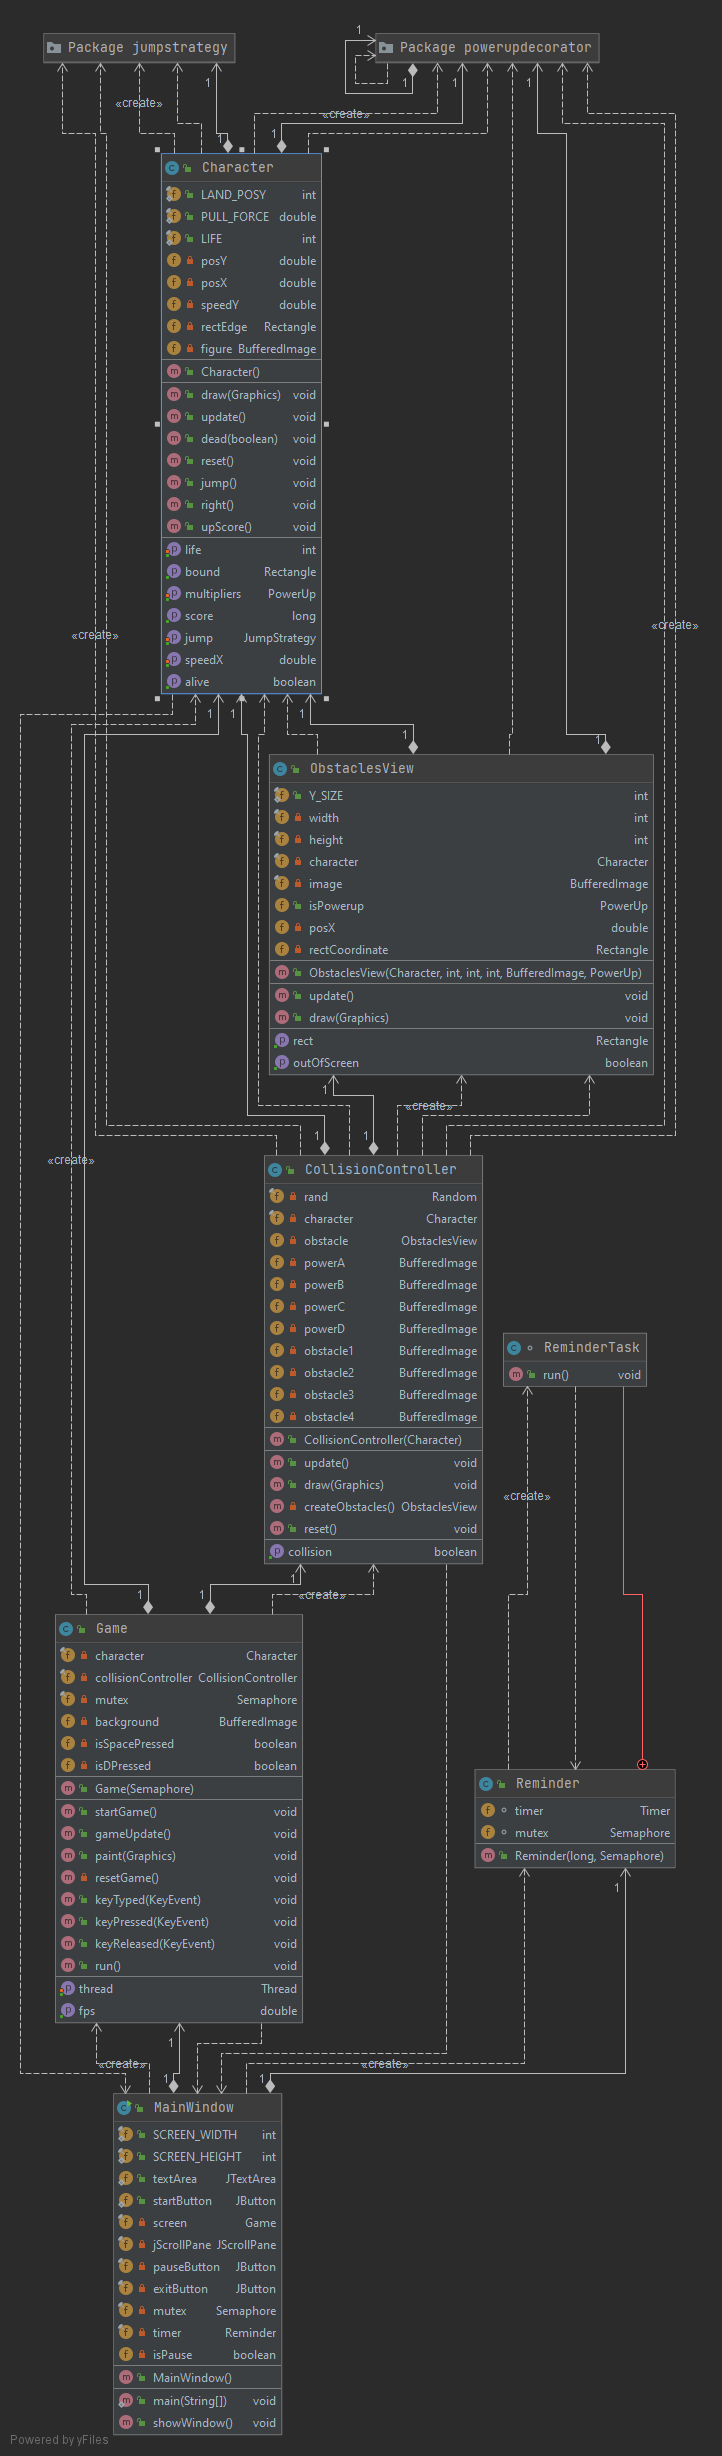 Package jumpstrategy
Package powerupdecorator
1
1
1
1
1
«create»
«create»
1
1
Character
LAND_POSY int
PULL_FORCE double
LIFE int
posY double
posX double
speedY double
rectEdge Rectangle
figure BufferedImage
Character()
draw(Graphics) void
update() void
dead(boolean) void
reset() void
jump() void
right() void
upScore() void
life int
bound Rectangle
multipliers PowerUp
score long
jump JumpStrategy
speedX double
alive boolean
«create»
«create»
1
1
1
1
1
ObstaclesView
Y_SIZE int
width int
height int
character Character
image BufferedImage
isPowerup PowerUp
posX double
rectCoordinate Rectangle
ObstaclesView(Character, int, int, int, BufferedImage, PowerUp)
update() void
draw(Graphics) void
rect Rectangle
outOfScreen boolean
1
«create»
1
1
«create»
CollisionController
rand Random
character Character
obstacle ObstaclesView
powerA BufferedImage
powerB BufferedImage
powerC BufferedImage
powerD BufferedImage
obstacle1 BufferedImage
obstacle2 BufferedImage
obstacle3 BufferedImage
obstacle4 BufferedImage
CollisionController(Character)
update() void
draw(Graphics) void
createObstacles() ObstaclesView
reset() void
collision boolean
ReminderTask
run() void
«create»
1
1
1
«create»
Game
character Character
collisionController CollisionController
mutex Semaphore
background BufferedImage
isSpacePressed boolean
isDPressed boolean
Game(Semaphore)
startGame() void
gameUpdate() void
paint(Graphics) void
resetGame() void
keyTyped(KeyEvent) void
keyPressed(KeyEvent) void
keyReleased(KeyEvent) void
run() void
thread Thread
fps double
Reminder
timer Timer
mutex Semaphore
Reminder(long, Semaphore)
1
1
«create»
«create»
1
1
MainWindow
SCREEN_WIDTH int
SCREEN_HEIGHT int
textArea JTextArea
startButton JButton
screen Game
jScrollPane JScrollPane
pauseButton JButton
exitButton JButton
mutex Semaphore
timer Reminder
isPause boolean
MainWindow()
main(String[]) void
showWindow() void
Powered by yFiles